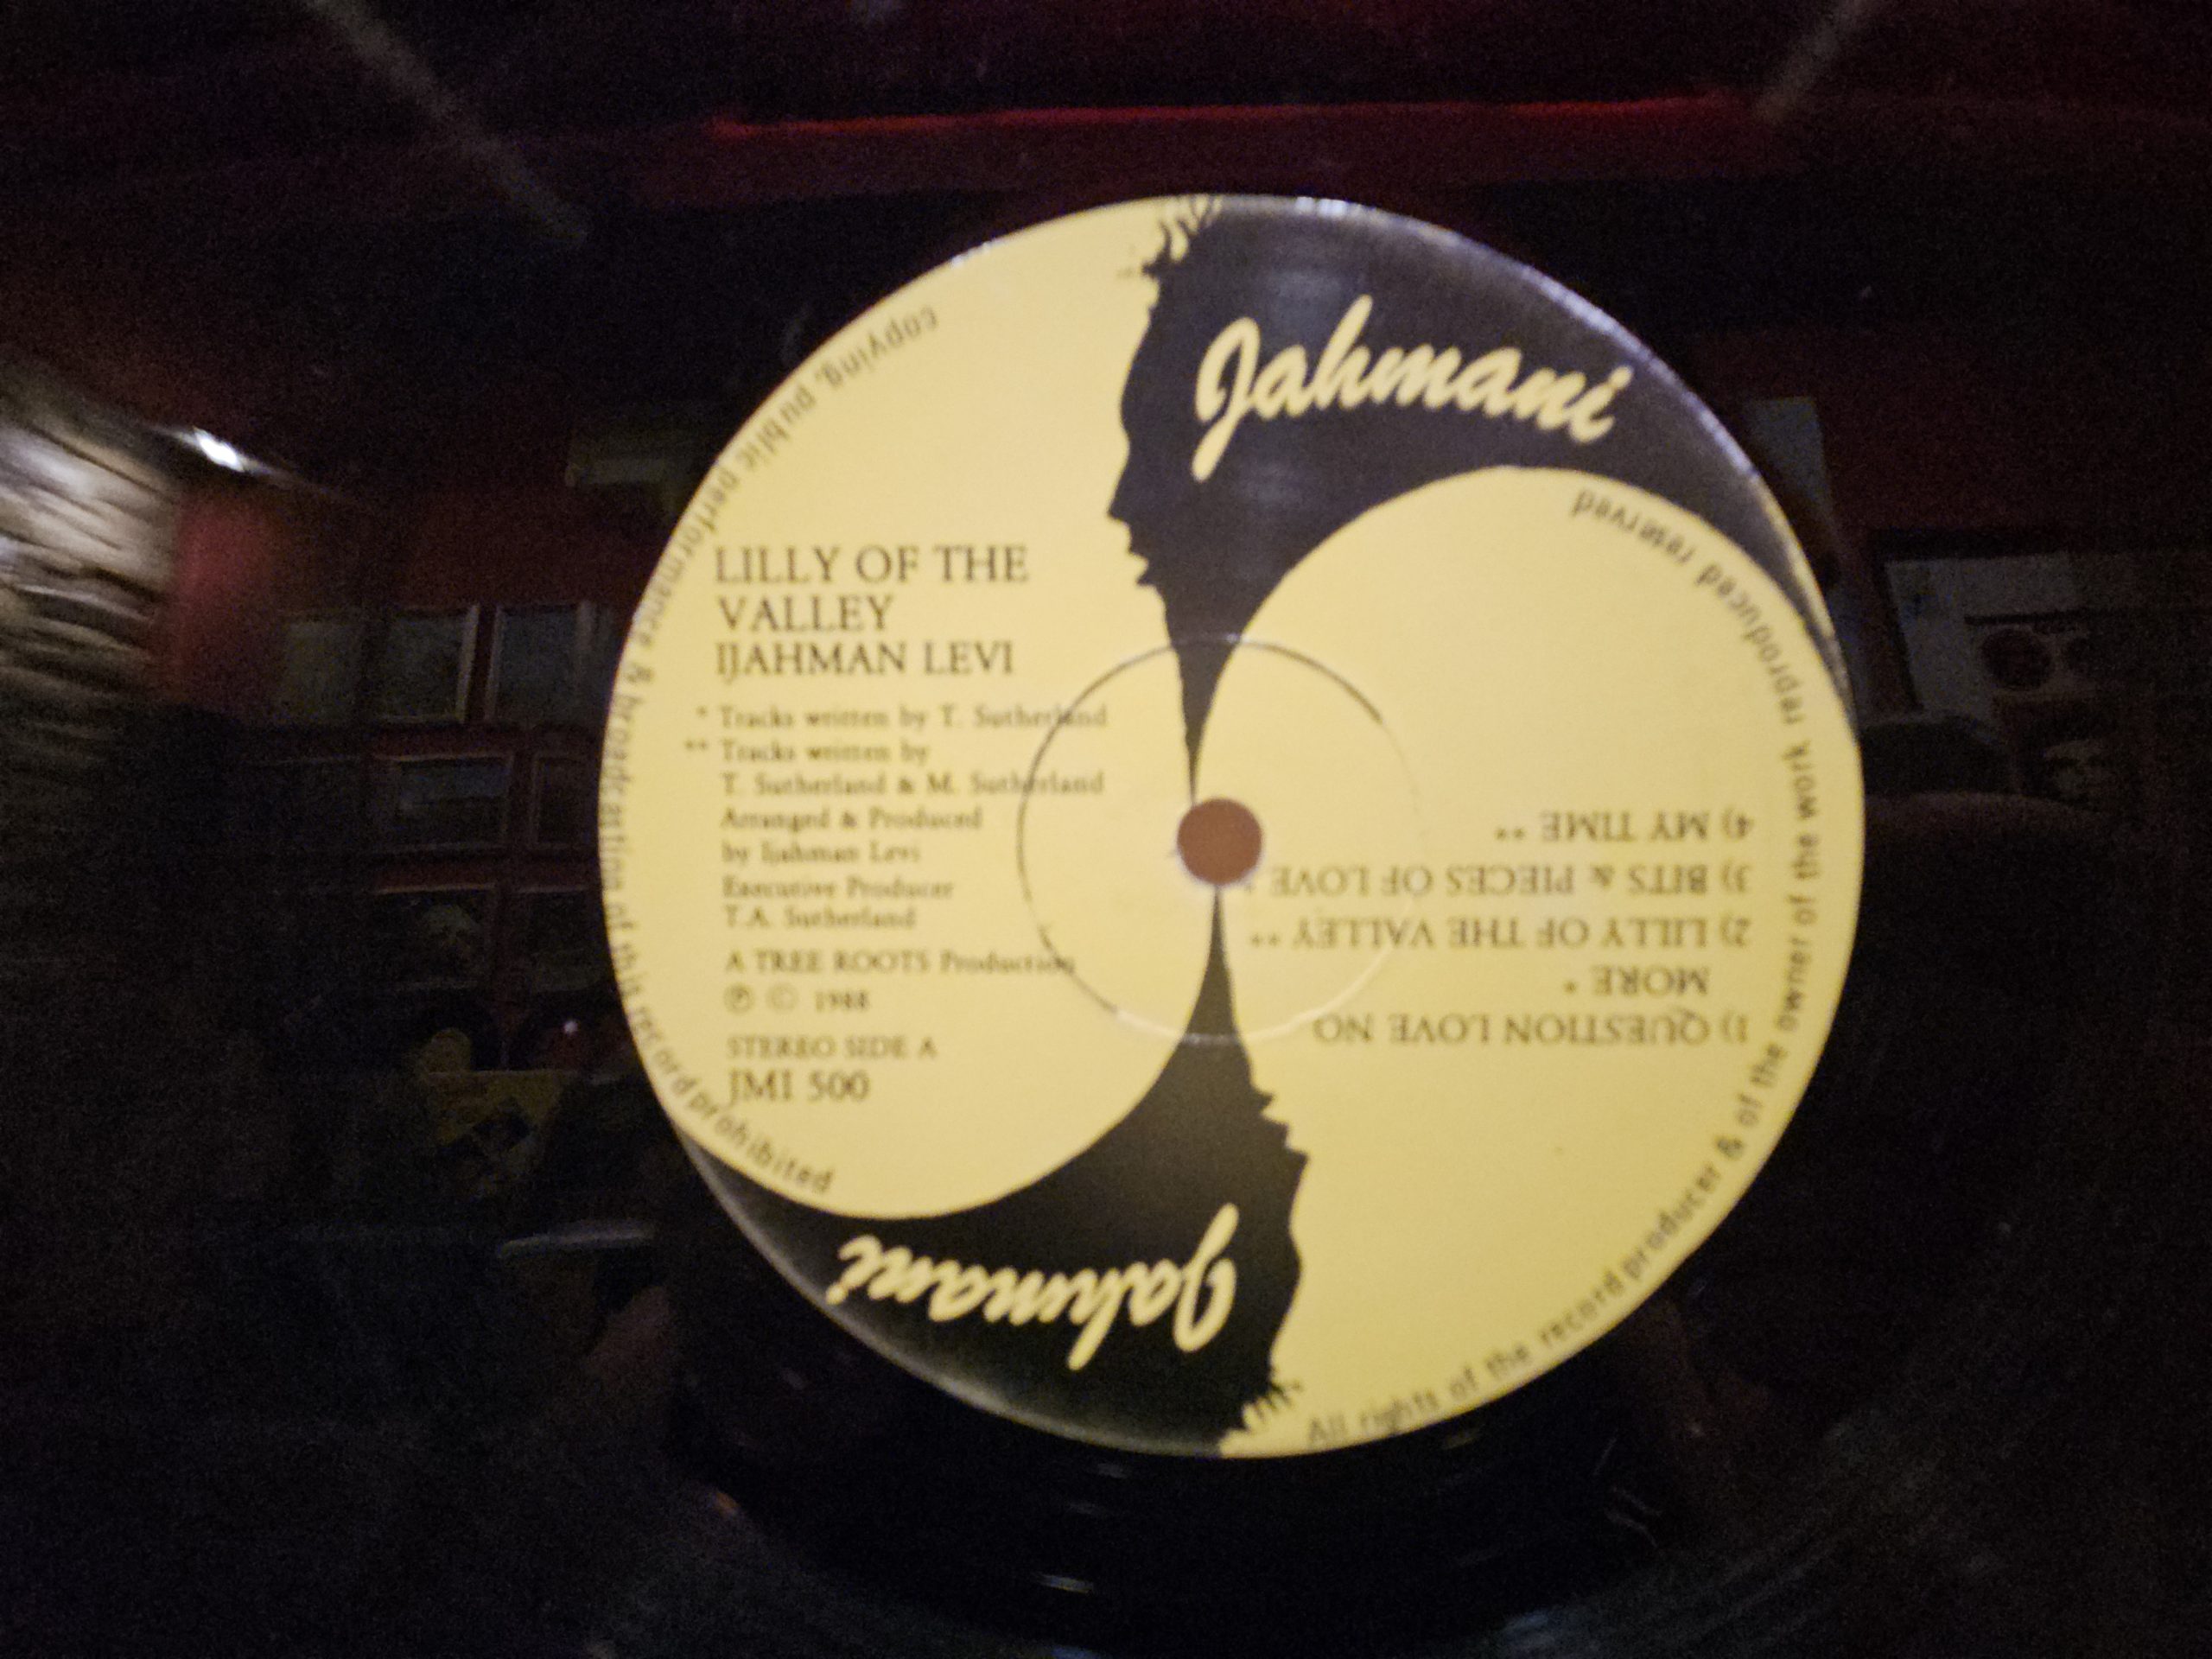 Jahmani
LILLY OF THE
VALLEY
IJAHMAN LEVI
* Tracks written by T. Sutherland
** Tracks written by
T. Sutherland & M. Sutherland
Arranged & Produced
by Ijahman Levi
Executive Producer
T.A. Sutherland
A TREE ROOTS Production
Ⓟ © 1988
STEREO SIDE A
JMI 500
1) QUESTION LOVE NO
MORE *
2) LILLY OF THE VALLEY **
3) BITS & PIECES OF LOVE *
4) MY TIME **
Jahmani
All rights of the record producer & of the owner of the work reproduced reserved
copying, public performance & broadcasting of this record prohibited